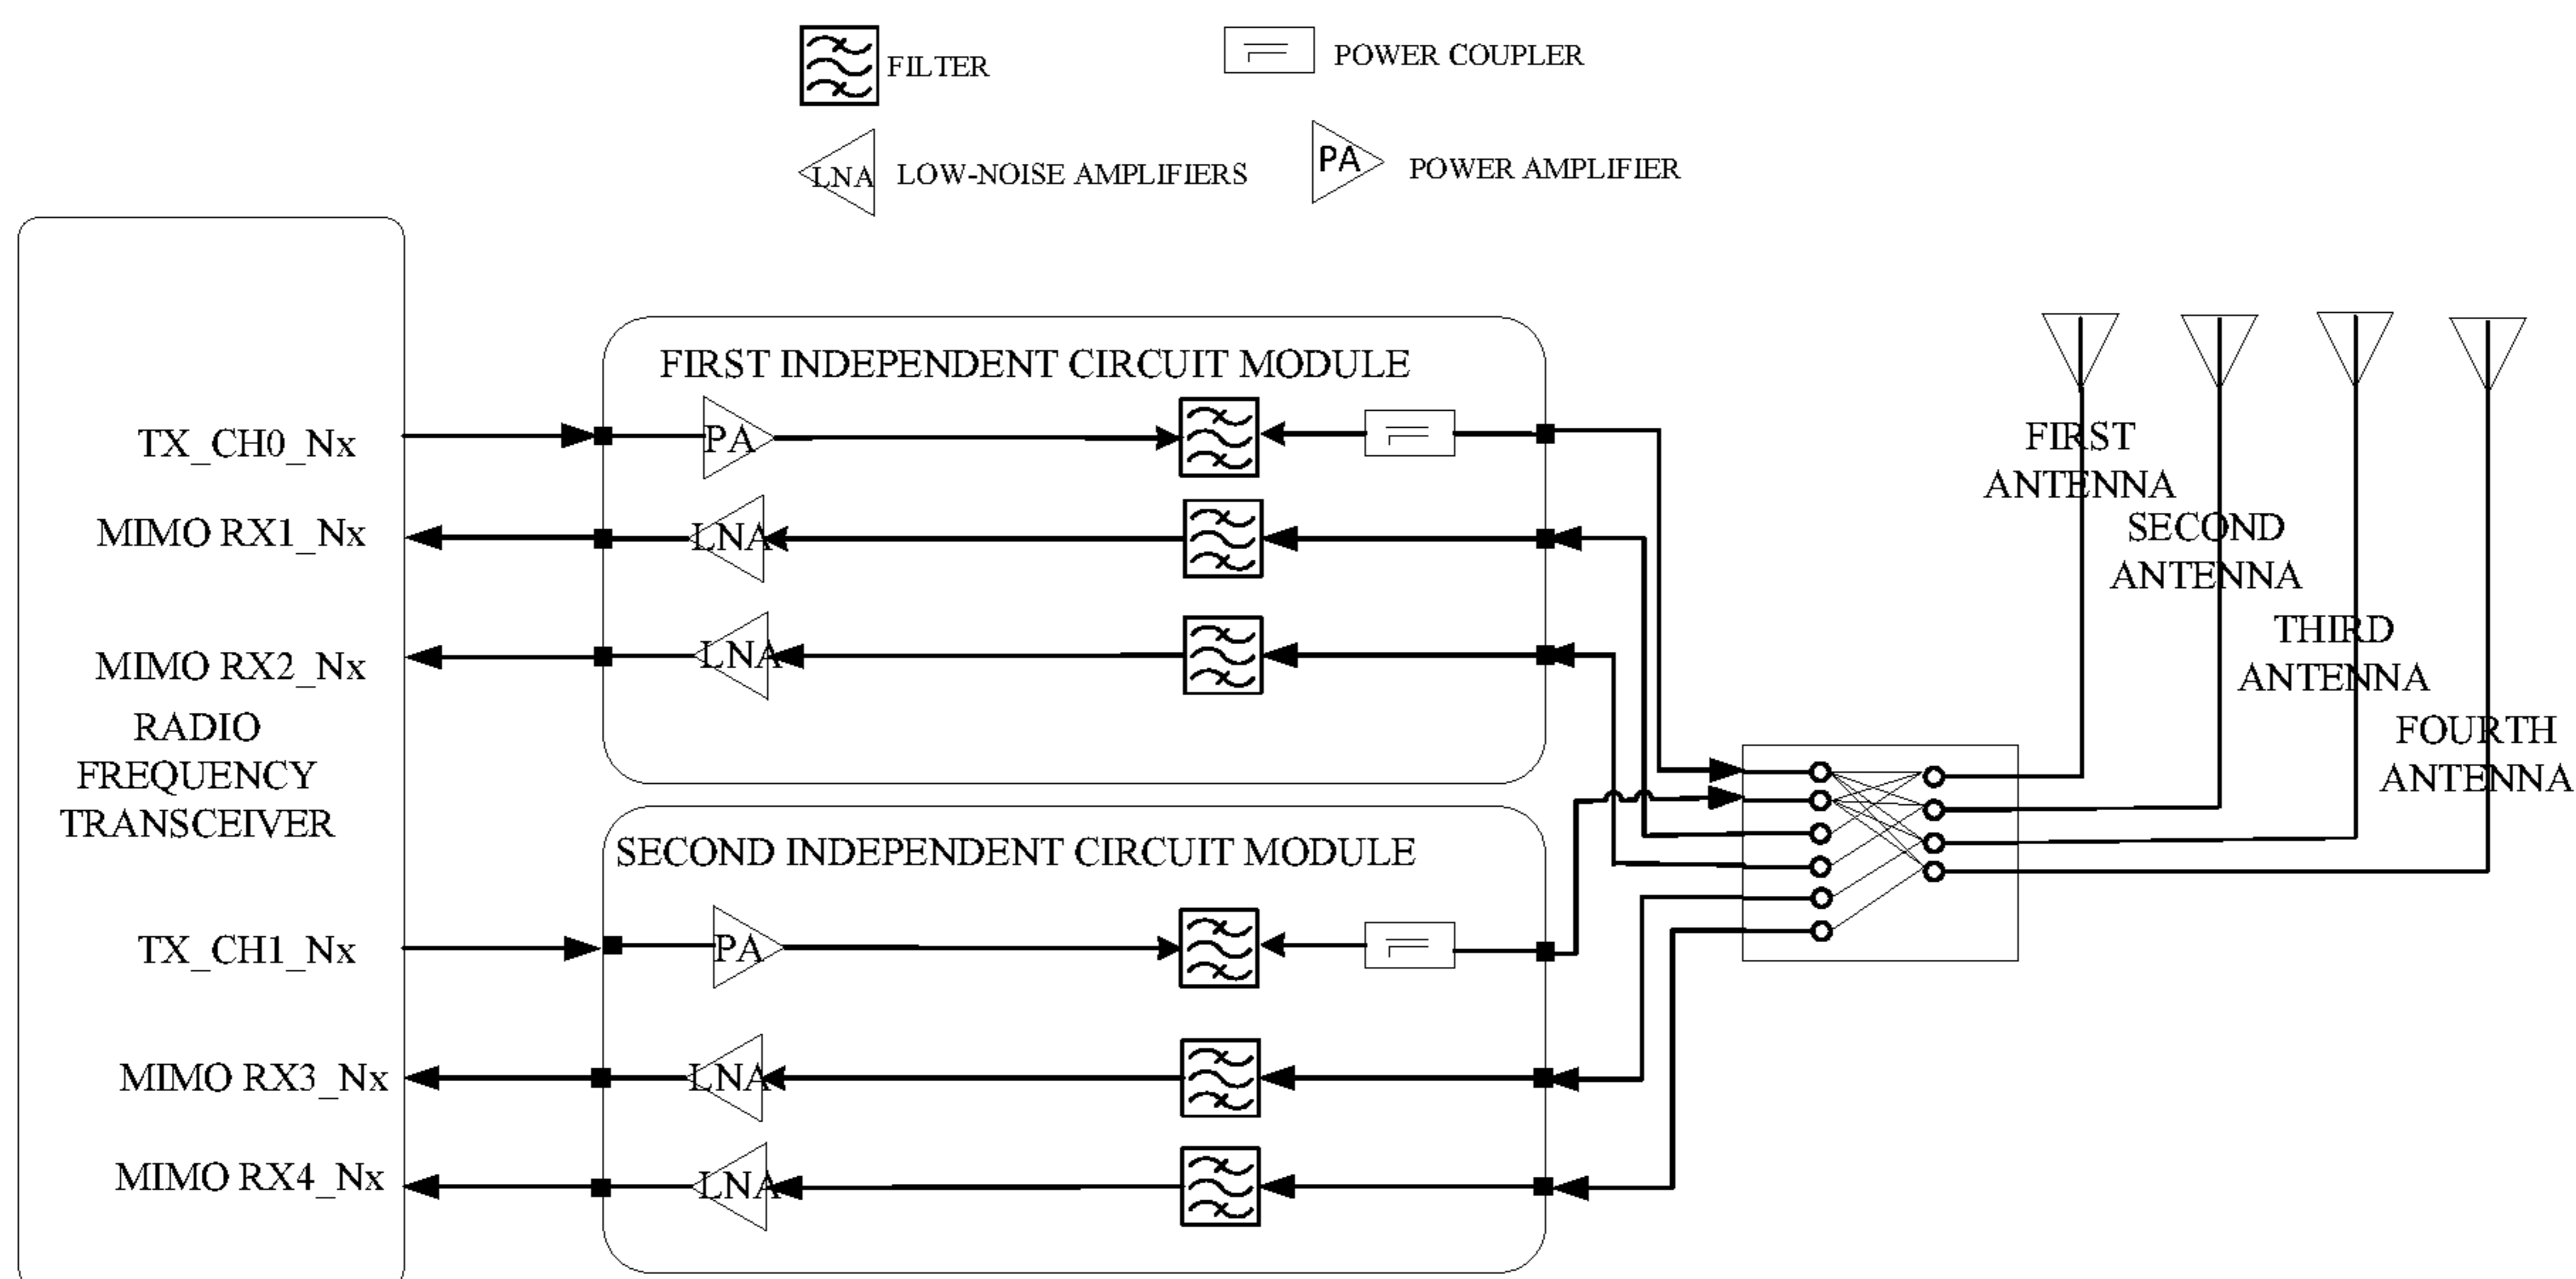 FILTER
POWER COUPLER
LNA
LOW-NOISE AMPLIFIERS
PA
POWER AMPLIFIER
TX_CH0_Nx
MIMO RX1_Nx
MIMO RX2_Nx
RADIO
FREQUENCY
TRANSCEIVER
TX_CH1_Nx
MIMO RX3_Nx
MIMO RX4_Nx
FIRST INDEPENDENT CIRCUIT MODULE
PA
LNA
LNA
SECOND INDEPENDENT CIRCUIT MODULE
PA
LNA
LNA
FIRST
ANTENNA
SECOND
ANTENNA
THIRD
ANTENNA
FOURTH
ANTENNA